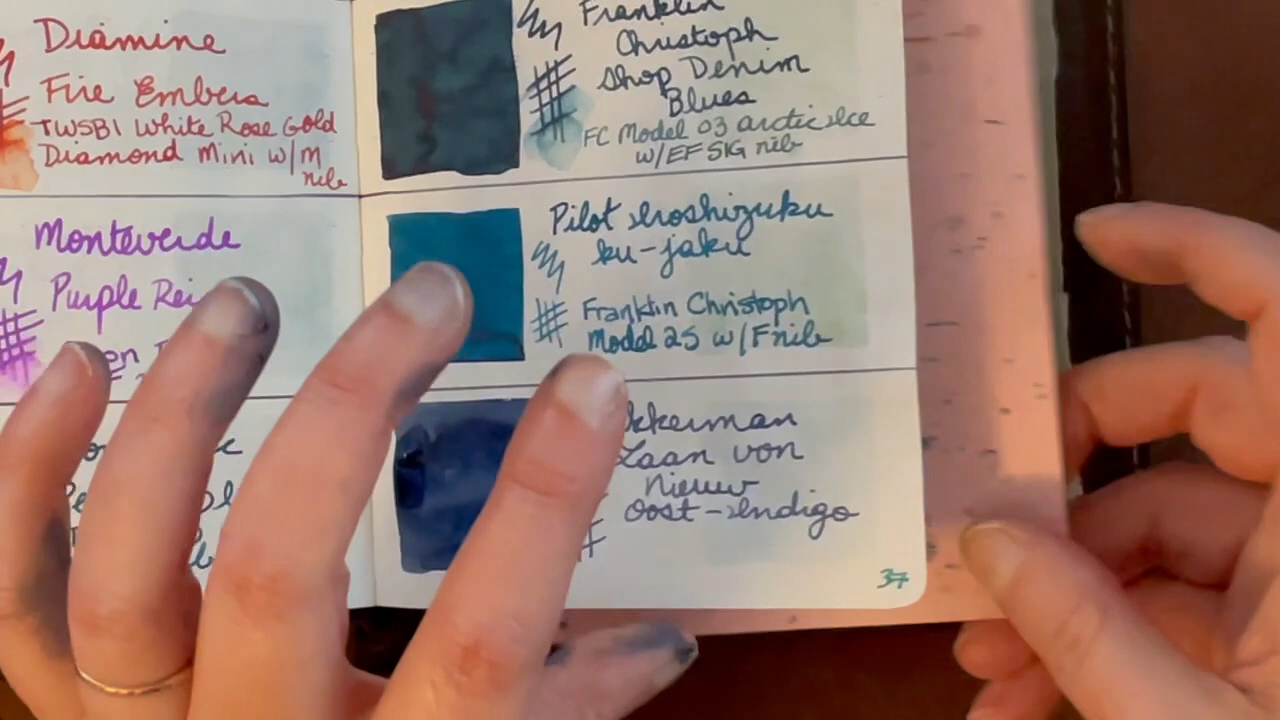 Diamine
Fire Embers
TWSBI White Rose Gold
Diamond Mini w/M
nib
Monteverde
Purple
Franklin
Christoph
Shop Denim
Blues
FC Model 03 arctic ice
w/EF SIG nib
Pilot Iroshizuku
ku-jaku
Franklin Christoph
Model 25 w/F nib
Laan von
Nieuw
Oost-Indigo
37